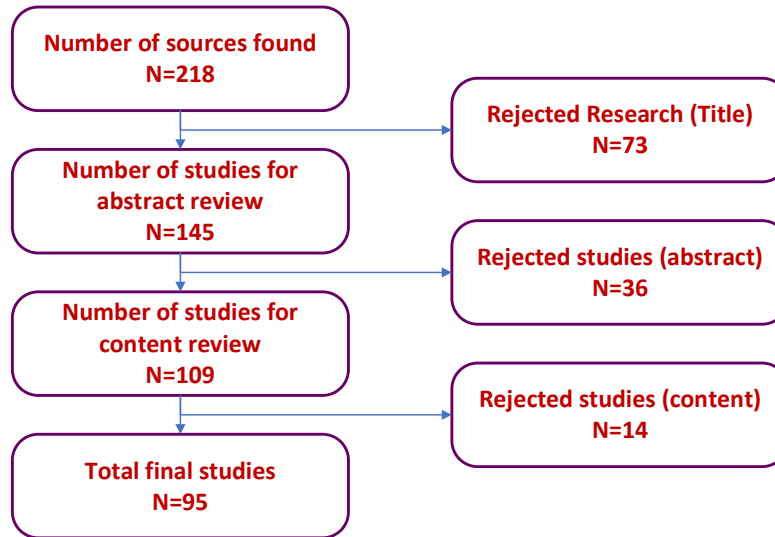 Number of sources found
N=218
Rejected Research (Title)
N=73
Number of studies for
abstract review
N=145
Rejected studies (abstract)
N=36
Number of studies for
content review
N=109
Rejected studies (content)
N=14
Total final studies
N=95